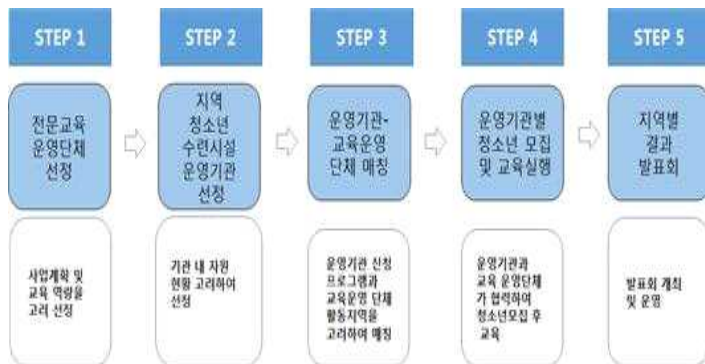 STEP 1
STEP 2
STEP 3
STEP 4
STEP 5
전문교육
운영단체
선정
지역
청소년
수련시설
운영기관
선정
운영기관-
교육운영
단체 매칭
운영기관별
청소년 모집
및 교육실행
지역별
결과
발표회
사업계획 및
교육 역량을
고려 선정
기관 내 자원
현황 고려하여
선정
운영기관 신청
프로그램과
교육운영 단체
활동지역을
고려하여 매칭
운영기관과
교육 운영단체
가 협력하여
청소년모집 후
교육
발표회 개최
및 운영